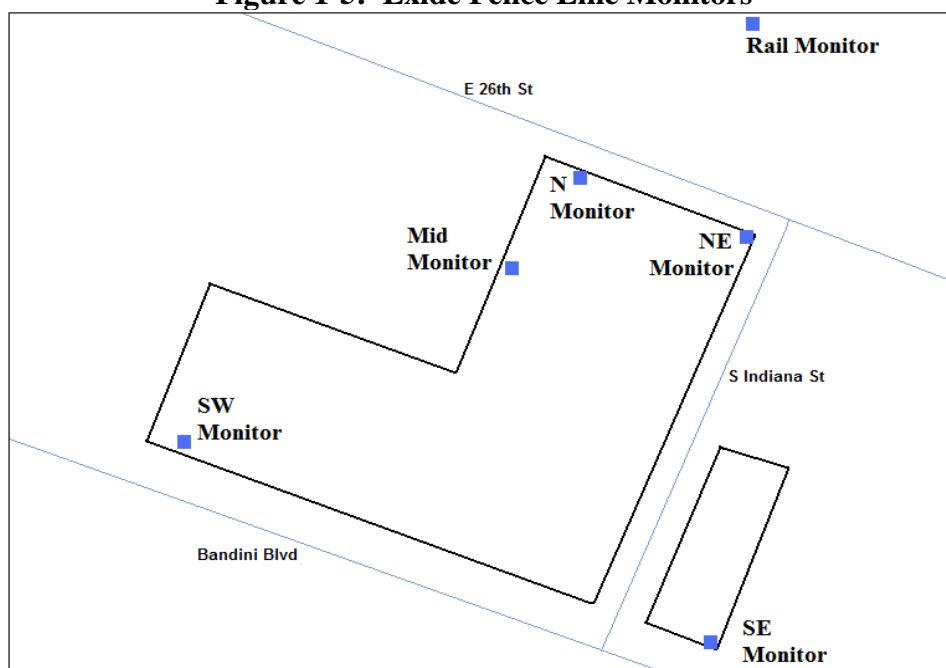 Figure 1-3: Exide Fence Line Monitors
Rail Monitor
E 26th St
N
Monitor
Mid
Monitor
NE
Monitor
S Indiana St
SW
Monitor
Bandini Blvd
SE
Monitor